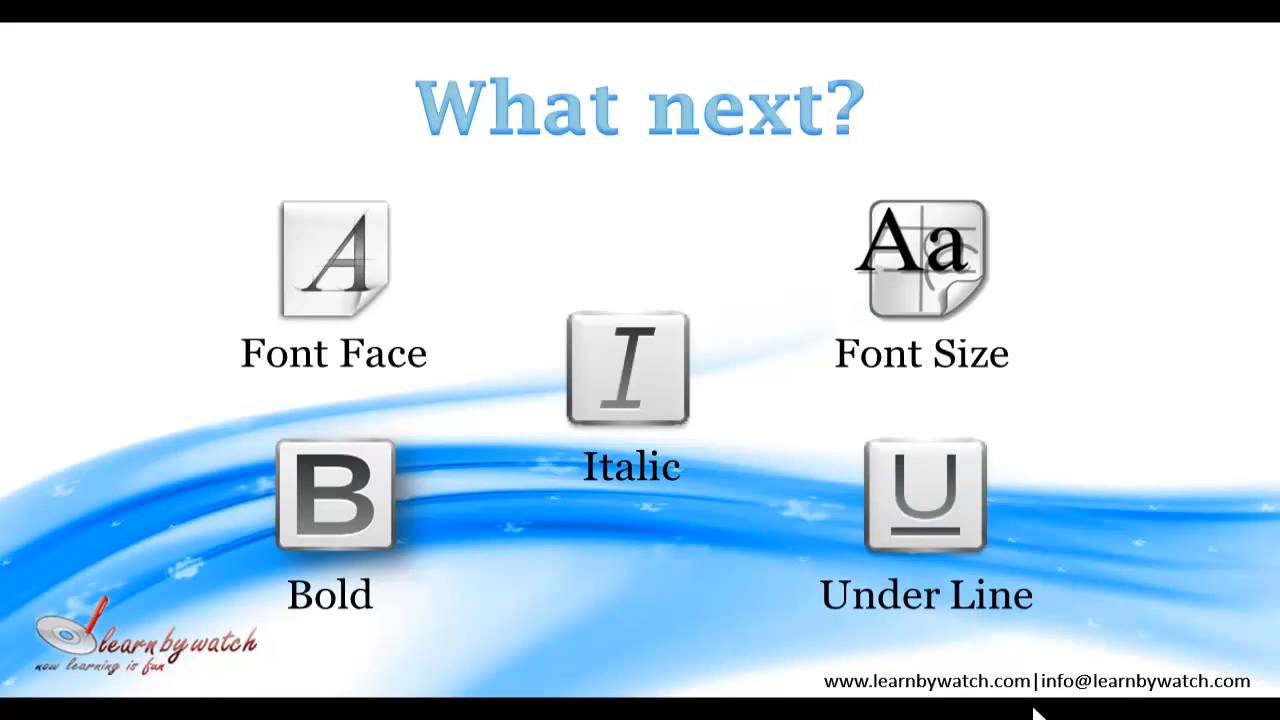 What next?
A
Aa
Font Face
Font Size
I
Italic
B
U
Bold
Under Line
learnbywatch
now learning is fun
www.learnbywatch.com|info@learnbywatch.com